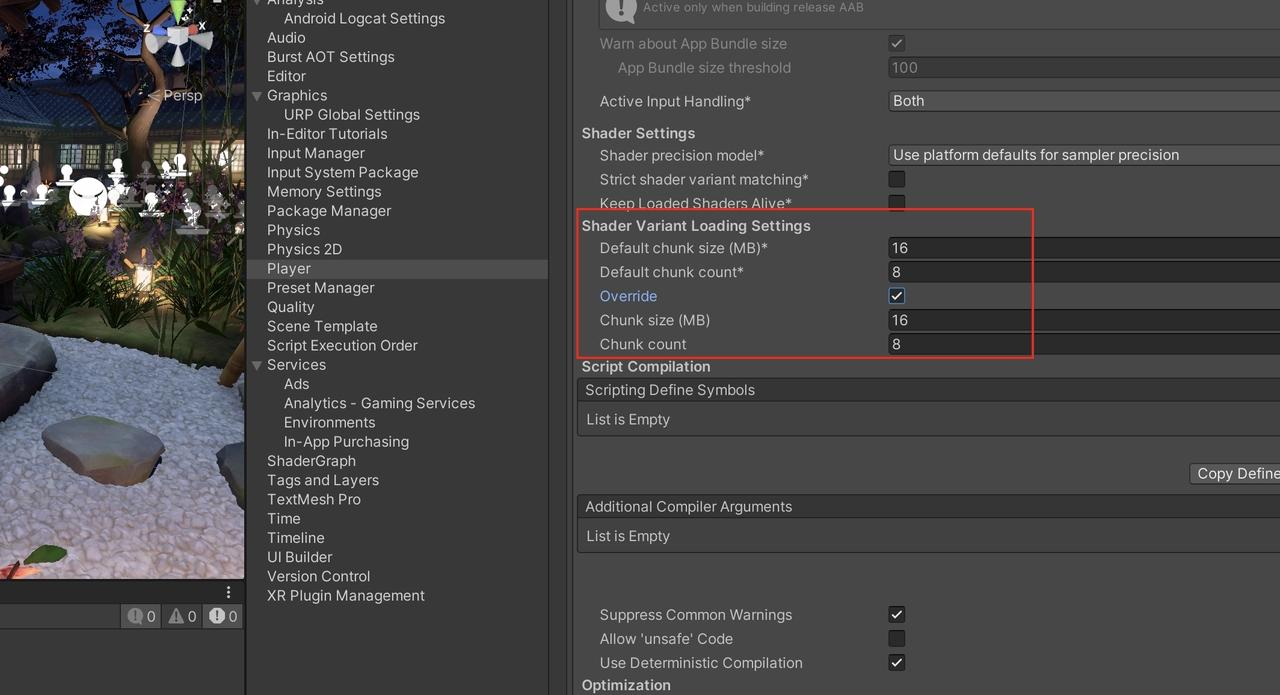 Z
X
Persp
0
0
0
Analysis
Android Logcat Settings
Audio
Burst AOT Settings
Editor
Graphics
URP Global Settings
In-Editor Tutorials
Input Manager
Input System Package
Memory Settings
Package Manager
Physics
Physics 2D
Player
Preset Manager
Quality
Scene Template
Script Execution Order
Services
Ads
Analytics - Gaming Services
Environments
In-App Purchasing
ShaderGraph
Tags and Layers
TextMesh Pro
Time
Timeline
UI Builder
Version Control
XR Plugin Management
Active only when building release AAB
Warn about App Bundle size
App Bundle size threshold 100
Active Input Handling* Both
Shader Settings
Shader precision model* Use platform defaults for sampler precision
Strict shader variant matching*
Keep Loaded Shaders Alive*
Shader Variant Loading Settings
Default chunk size (MB)* 16
Default chunk count* 8
Override
Chunk size (MB) 16
Chunk count 8
Script Compilation
Scripting Define Symbols
List is Empty
Copy Define
Additional Compiler Arguments
List is Empty
Suppress Common Warnings
Allow 'unsafe' Code
Use Deterministic Compilation
Optimization